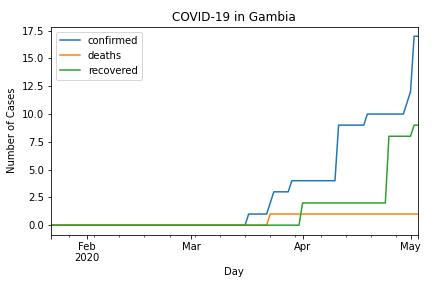 COVID-19 in Gambia
confirmed
deaths
recovered
Number of Cases
17.5
15.0
12.5
10.0
7.5
5.0
2.5
0.0
Feb
2020
Mar
Apr
May
Day